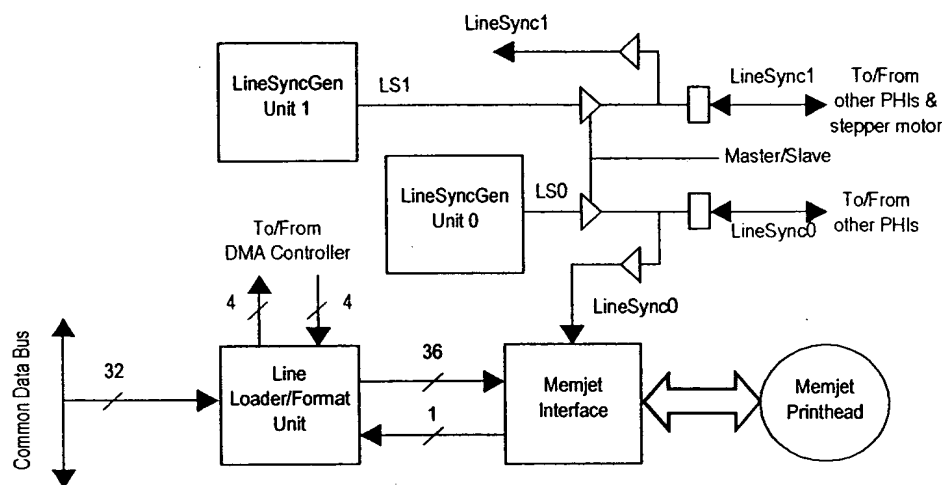 LineSync1
LineSyncGen
Unit 1
LS1
LineSync1
To/From
other PHIs &
stepper motor
Master/Slave
LineSyncGen
Unit 0
LS0
LineSync0
To/From
other PHIs
To/From
DMA Controller
4
4
LineSync0
Common Data Bus
32
Line
Loader/Format
Unit
36
1
Memjet
Interface
Memjet
Printhead